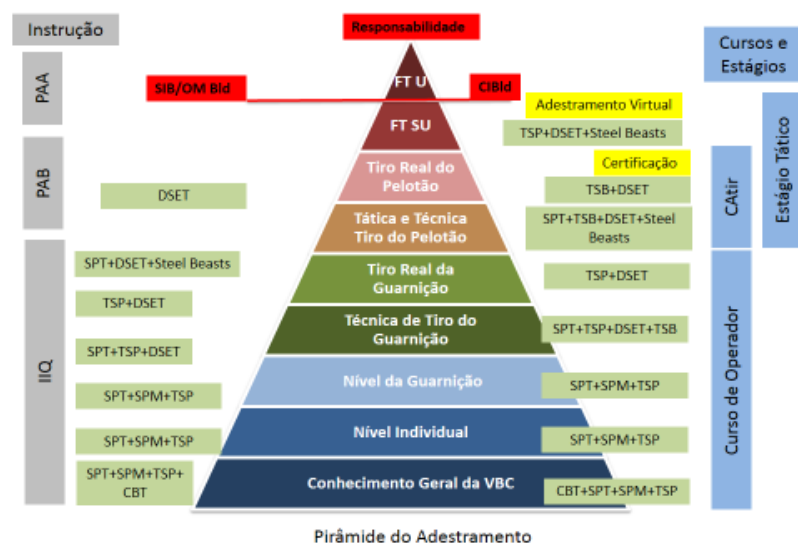 Instrução
Responsabilidade
Cursos e
Estágios
PAA
SIB/OM Bld
FT U
CIBld
Adestramento Virtual
FT SU
TSP+DSET+Steel Beasts
Estágio Tático
PAB
Certificação
Tiro Real do
Pelotão
DSET
TSB+DSET
CAtir
Tática e Técnica
Tiro do Pelotão
SPT+TSB+DSET+Steel
Beasts
IIQ
SPT+DSET+Steel Beasts
Tiro Real da
Guarnição
TSP+DSET
TSP+DSET
Técnica de Tiro do
Guarnição
SPT+TSP+DSET+TSB
SPT+TSP+DSET
Curso de Operador
Nível da Guarnição
SPT+SPM+TSP
SPT+SPM+TSP
Nível Individual
SPT+SPM+TSP
SPT+SPM+TSP
SPT+SPM+TSP+
CBT
Conhecimento Geral da VBC
CBT+SPT+SPM+TSP
Pirâmide do Adestramento